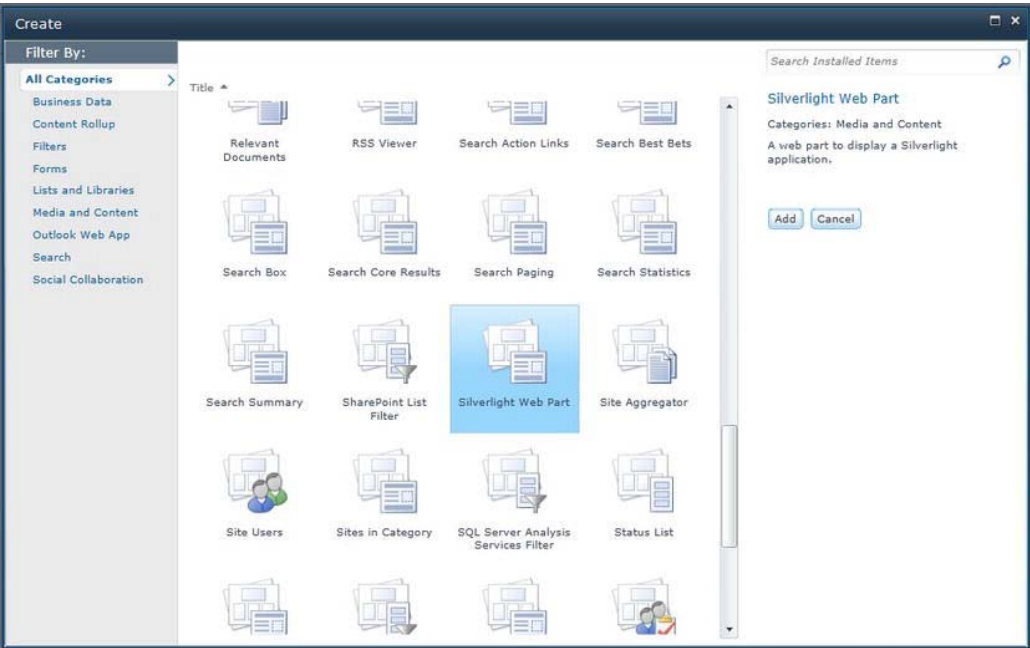 Create
Filter By:
All Categories
Business Data
Content Rollup
Filters
Forms
Lists and Libraries
Media and Content
Outlook Web App
Search
Social Collaboration
Title
Relevant
Documents
RSS Viewer
Search Action Links
Search Best Bets
Search Box
Search Core Results
Search Paging
Search Statistics
Search Summary
SharePoint List
Filter
Silverlight Web Part
Site Aggregator
Site Users
Sites in Category
SQL Server Analysis
Services Filter
Status List
Search Installed Items
Silverlight Web Part
Categories: Media and Content
A web part to display a Silverlight
application.
Add
Cancel